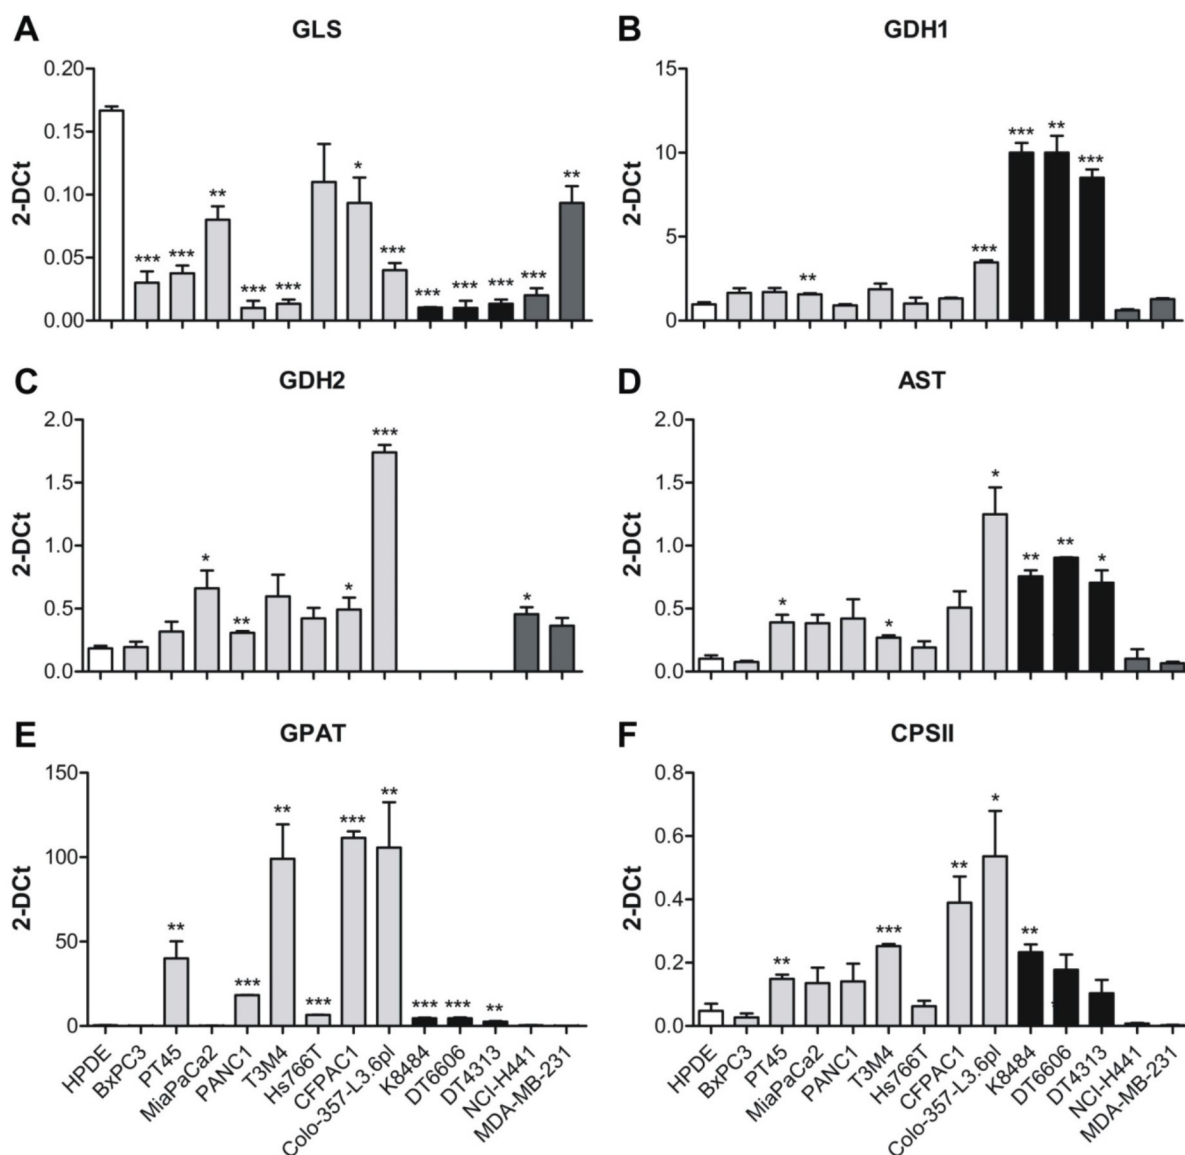 A
GLS
2-DCt
0.20
0.15
0.10
0.05
0.00
*** *** ** *** *** * *** *** *** *** *** **
B
GDH1
2-DCt
15
10
5
0
** *** *** ** ***
C
GDH2
2-DCt
2.0
1.5
1.0
0.5
0.0
* ** * *** *
D
AST
2-DCt
2.0
1.5
1.0
0.5
0.0
* * * ** ** *
E
GPAT
2-DCt
150
100
50
0
** *** ** *** *** ** *** *** **
F
CPSII
2-DCt
0.8
0.6
0.4
0.2
0.0
** *** ** * **
HPDE
BxPC3
PT45
MiaPaCa2
PANC1
T3M4
Hs766T
CFPAC1
Colo-357-L3.6pl
K8484
DT6606
DT4313
NCI-H441
MDA-MB-231
HPDE
BxPC3
PT45
MiaPaCa2
PANC1
T3M4
Hs766T
CFPAC1
Colo-357-L3.6pl
K8484
DT6606
DT4313
NCI-H441
MDA-MB-231